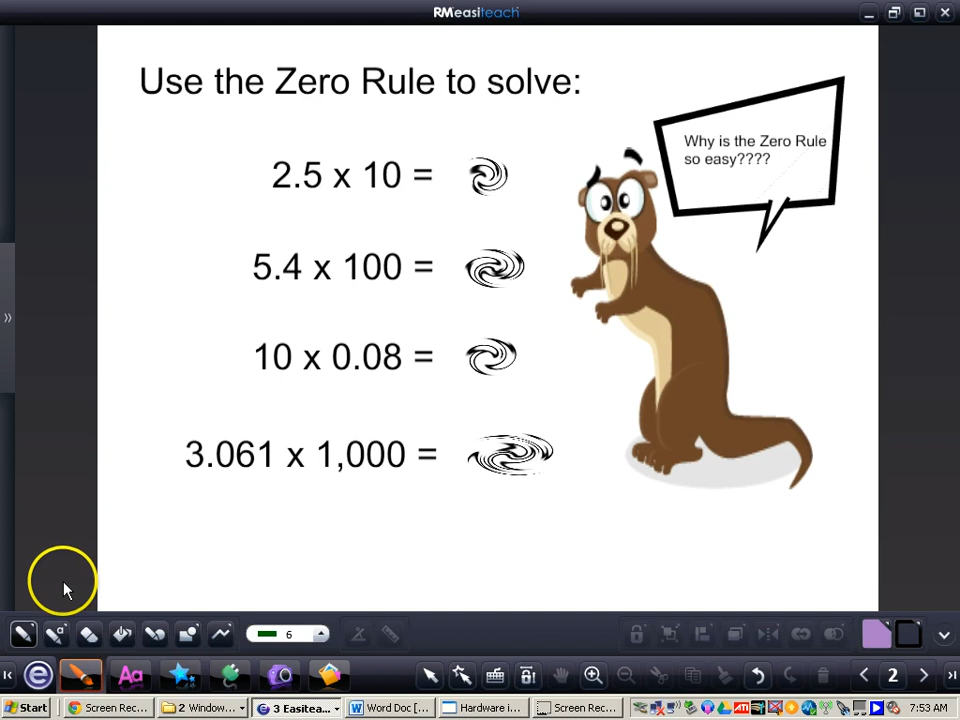 RMeasiteach
Use the Zero Rule to solve:
Why is the Zero Rule
so easy????
2.5 x 10 =
5.4 x 100 =
10 x 0.08 =
3.061 x 1,000 =
6
Aa
2
Start
Screen Rec...
2 Window...
3 Easitea...
Word Doc [...
Hardware i...
Screen Rec...
7:53 AM